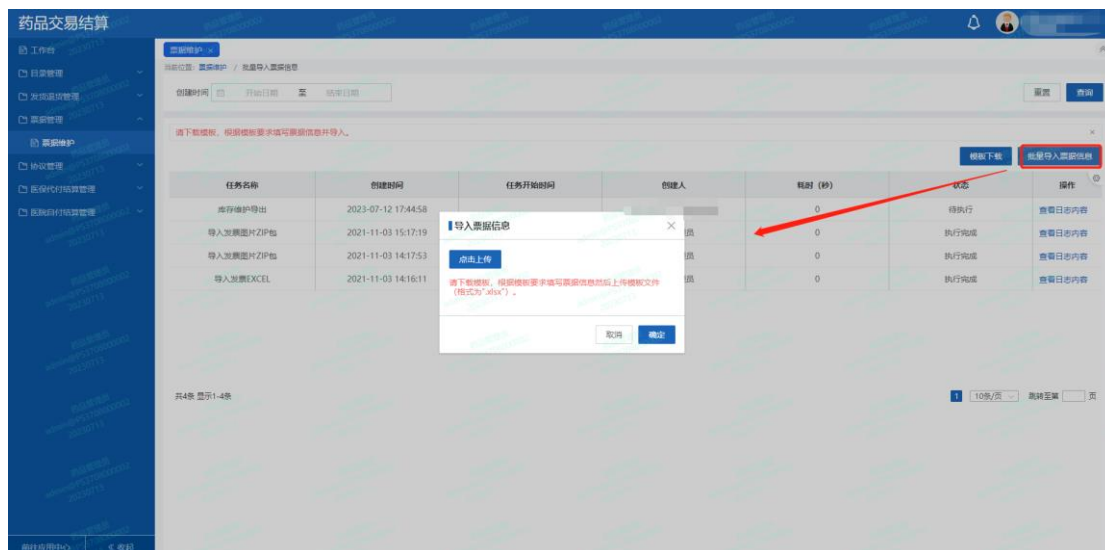 药品交易结算
工作台
目录管理
发货退货管理
票据管理
票据维护
协议管理
医保代付结算管理
医院自付结算管理
前往应用中心
收起
票据维护 ×
当前位置: 票据维护 / 批量导入票据信息
创建时间 开始日期 至 结束日期
重置 查询
请下载模板, 根据模板要求填写票据信息并导入。
模板下载 批量导入票据信息
任务名称 创建时间 任务开始时间 创建人 耗时 (秒) 状态 操作
库存维护导出 2023-07-12 17:44:58 0 待执行 查看日志内容
导入发票图片ZIP包 2021-11-03 15:17:19 员 0 执行完成 查看日志内容
导入发票图片ZIP包 2021-11-03 14:17:53 员 0 执行完成 查看日志内容
导入发票EXCEL 2021-11-03 14:16:11 员 0 执行完成 查看日志内容
导入票据信息
点击上传
请下载模板, 根据模板要求填写票据信息然后上传模板文件
(格式为".xlsx") 。
取消 确定
共4条 显示1-4条
1 10条/页 跳转至第 页